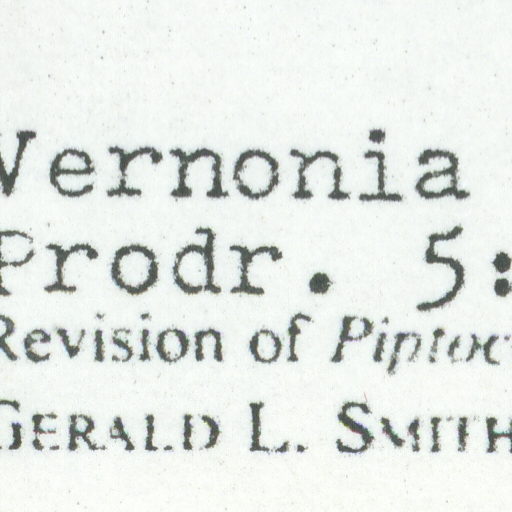 Vernonia
Prodr. 5:
Revision of Piptoc
GERALD L. SMITH